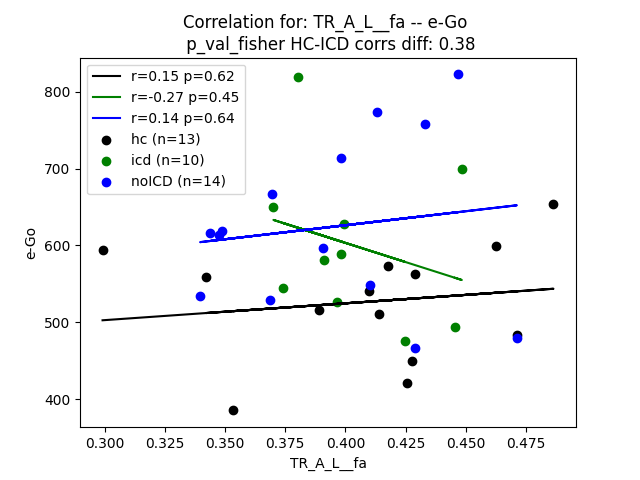 Correlation for: TR_A_L__fa -- e-Go
p_val_fisher HC-ICD corrs diff: 0.38
r=0.15 p=0.62
r=-0.27 p=0.45
r=0.14 p=0.64
hc (n=13)
icd (n=10)
noICD (n=14)
800
700
600
500
400
e-Go
0.300 0.325 0.350 0.375 0.400 0.425 0.450 0.475
TR_A_L__fa